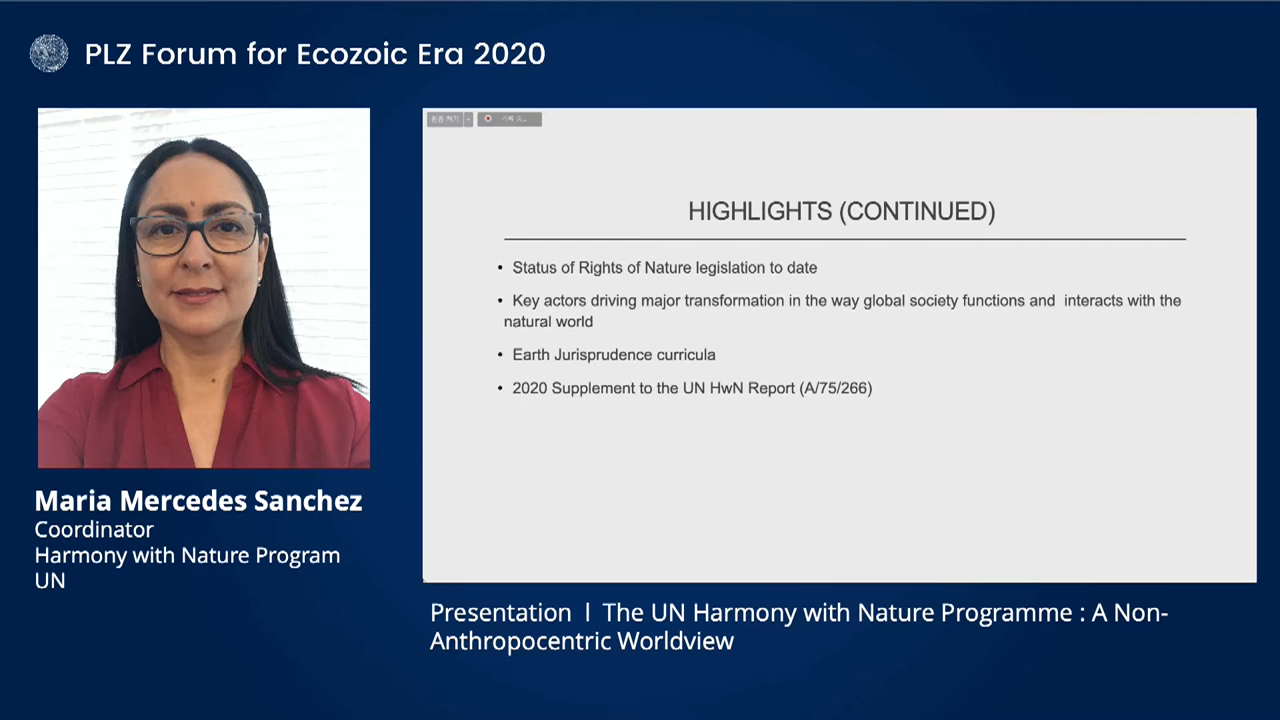 PLZ Forum for Ecozoic Era 2020
HIGHLIGHTS (CONTINUED)
• Status of Rights of Nature legislation to date
• Key actors driving major transformation in the way global society functions and interacts with the
natural world
• Earth Jurisprudence curricula
• 2020 Supplement to the UN HwN Report (A/75/266)
Maria Mercedes Sanchez
Coordinator
Harmony with Nature Program
UN
Presentation l The UN Harmony with Nature Programme : A Non-
Anthropocentric Worldview